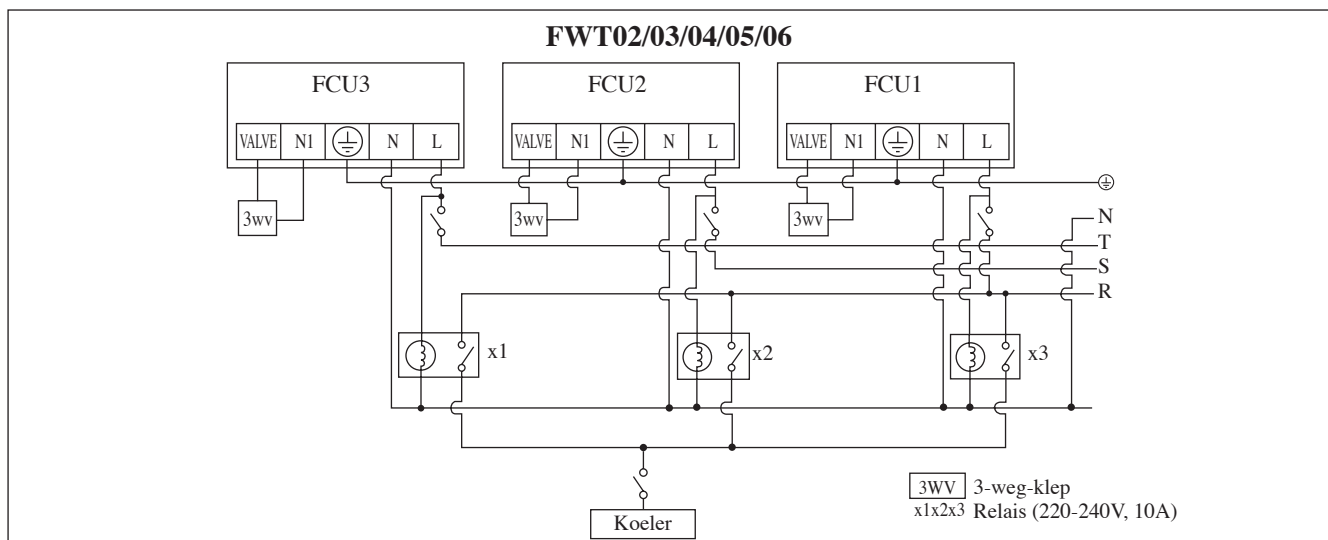 FWT02/03/04/05/06
FCU3 FCU2 FCU1
VALVE N1 N L VALVE N1 N L VALVE N1 N L
3wv 3wv 3wv
N
T
S
R
x1 x2 x3
3WV 3-weg-klep
x1x2x3 Relais (220-240V, 10A)
Koeler